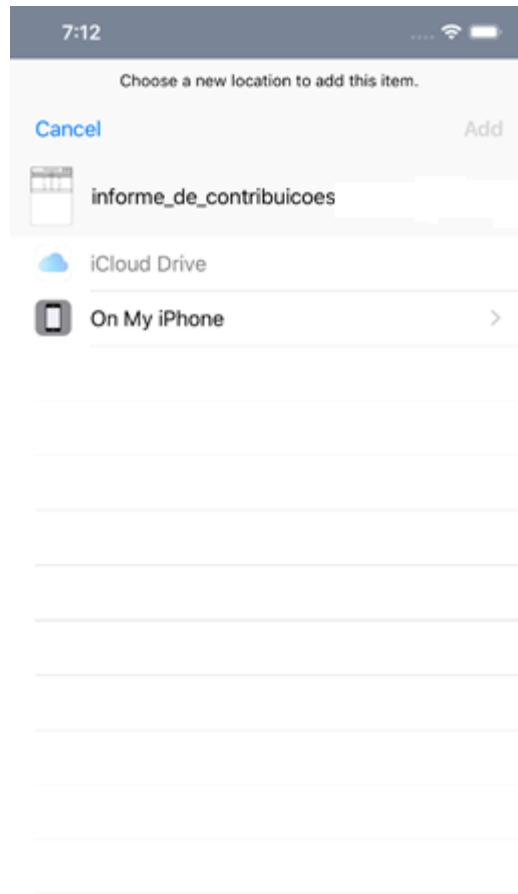 7:12
Choose a new location to add this item.
Cancel
Add
informe_de_contribuicoes
iCloud Drive
On My iPhone